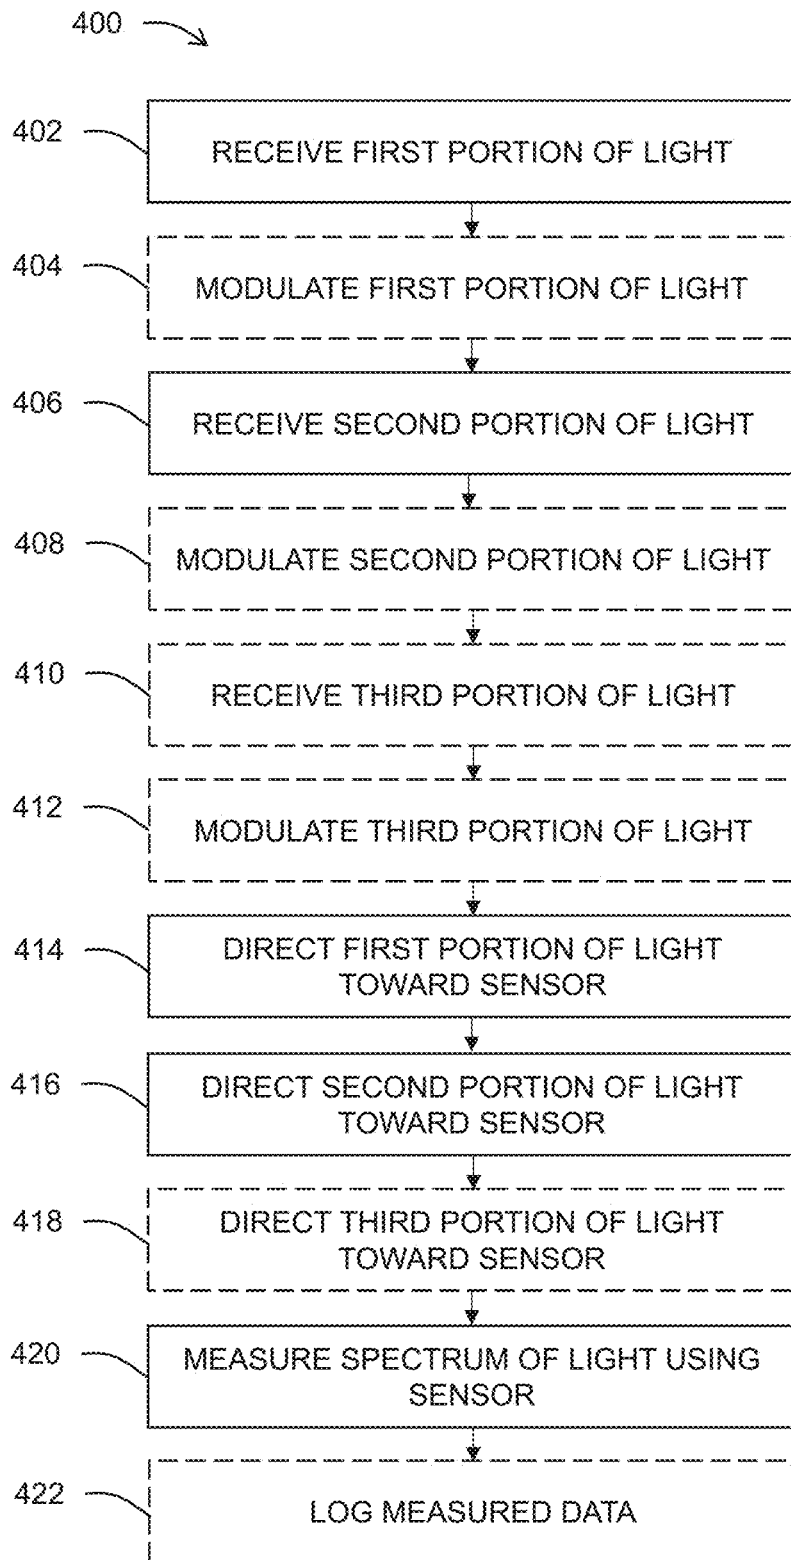 400
402
RECEIVE FIRST PORTION OF LIGHT
404
MODULATE FIRST PORTION OF LIGHT
406
RECEIVE SECOND PORTION OF LIGHT
408
MODULATE SECOND PORTION OF LIGHT
410
RECEIVE THIRD PORTION OF LIGHT
412
MODULATE THIRD PORTION OF LIGHT
414
DIRECT FIRST PORTION OF LIGHT
TOWARD SENSOR
416
DIRECT SECOND PORTION OF LIGHT
TOWARD SENSOR
418
DIRECT THIRD PORTION OF LIGHT
TOWARD SENSOR
420
MEASURE SPECTRUM OF LIGHT USING
SENSOR
422
LOG MEASURED DATA